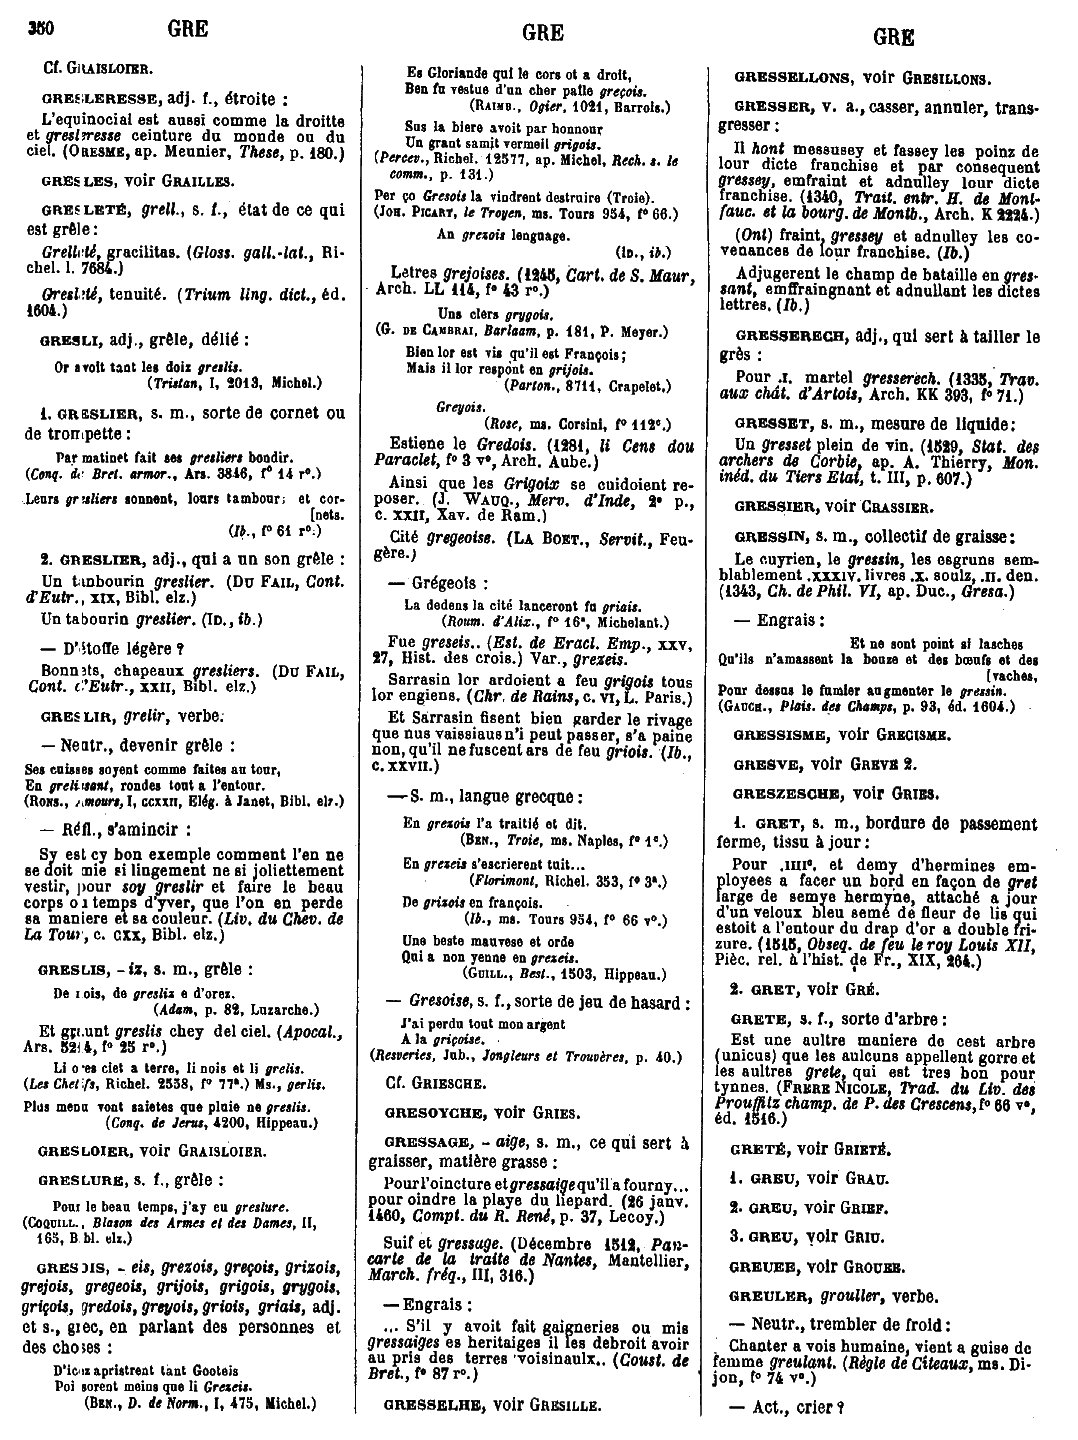 350 GRE
GRE
GRE
Cf. GRAISLOIER.
GRESLERESSE, adj. f., étroite :
L'equinocial est aussi comme la droitte
et gresleresse ceinture du monde ou du
ciel. (ORESME, ap. Meunier, These, p. 180.)
GRESLES, voir GRAILLES.
GRESLETÉ, grell., s. f., état de ce qui
est grêle :
Grelleté, gracilitas. (Gloss. gall.-lat., Ri-
chel. l. 7684.)
Gresleté, tenuité. (Trium ling. dict., éd.
1604.)
GRESLI, adj., grêle, délié :
Or avoit tant les doiz greslis.
(Tristan, I, 2013, Michel.)
1. GRESLIER, s. m., sorte de cornet ou
de trompette :
Par matinet fait ses gresliers bondir.
(Conq. de Bret. armor., Ars. 3846, f° 14 r°.)
Leurs gresliers sonnent, lours tambours et cor-
[nets.
(Ib., f° 61 r°.)
2. GRESLIER, adj., qui a un son grêle :
Un tanbourin greslier. (DU FAIL, Cont.
d'Eutr., XIX, Bibl. elz.)
Un tabourin greslier. (ID., ib.)
— D'étoffe légère ?
Bonnets, chapeaux gresliers. (DU FAIL,
Cont. d'Eutr., XXII, Bibl. elz.)
GRESLIR, grelir, verbe.
— Neutr., devenir grêle :
Ses cuisses soyent comme faites au tour,
En grelissant, rondes tout a l'entour.
(RONS., Amours, I, CCXXII, Elég. à Janet, Bibl. elz.)
— Réfl., s'amincir :
Sy est cy bon exemple comment l'en ne
se doit mie si lingement ne si joliettement
vestir, pour soy greslir et faire le beau
corps ou temps d'yver, que l'on en perde
sa maniere et sa couleur. (Liv. du Chev. de
La Tour, c. CXX, Bibl. elz.)
GRESLIS, - iz, s. m., grêle :
De nois, de gresliz e d'orez.
(Adam, p. 82, Luzarche.)
Et grant greslis chey del ciel. (Apocal.,
Ars. 5214, f° 25 r°.)
Li ores ciet a terre, li nois et li grelis.
(Les Chetifs, Richel. 2558, f° 77ª.) Ms., gerlis.
Plus menu vont saietes que pluie ne greslis.
(Conq. de Jerus, 4200, Hippeau.)
GRESLOIER, voir GRAISLOIER.
GRESLURE, s. f., grêle :
Pour le beau temps, j'ay eu greslure.
(COQUILL., Blason des Armes et des Dames, II,
165, Bibl. elz.)
GRESOIS, - eis, grezois, greçois, grizois,
grejois, gregeois, grijois, grigois, grygois,
griçois, gredois, greyois, griois, griais, adj.
et s., grec, en parlant des personnes et
des choses :
D'icoz apristrent tant Gooteis
Poi sorent meins que li Grezeis.
(BEN., D. de Norm., I, 475, Michel.)
Es Gloriande qui le cors ot a droit,
Ben fu vestue d'un cher paile greçois.
(RAIMB., Ogier, 1021, Barrois.)
Sus la biere avoit par honnour
Un grant samit vermeil grigois.
(Percev., Richel. 12577, ap. Michel, Rech. s. le
comm., p. 131.)
Per ço Gresois la vindrent destruire (Troie).
(JOH. PICART, le Troyen, ms. Tours 954, f° 66.)
An grezois lenguage.
(ID., ib.)
Letres grejoises. (1245, Cart. de S. Maur,
Arch. LL 114, f° 43 r°.)
Uns clers grygois.
(G. DE CAMBRAI, Barlaam, p. 181, P. Meyer.)
Bien lor est vis qu'il est François ;
Mais il lor respont en grijois.
(Parton., 8711, Crapelet.)
Greyois.
(Rose, ms. Corsini, f° 112ᶜ.)
Estiene le Gredois. (1281, li Cens dou
Paraclet, f° 3 v°, Arch. Aube.)
Ainsi que les Grigoix se cuidoient re-
poser. (J. WAUQ., Merv. d'Inde, 2ᵉ p.,
c. XXII, Xav. de Ram.)
Cité gregeoise. (LA BOET., Servit., Feu-
gère.)
— Grégeois :
La dedens la cité lanceront fu griais.
(Roum. d'Alix., f° 16ª, Michelant.)
Fue greseis.. (Est. de Eracl. Emp., XXV,
27, Hist. des crois.) Var., grezeis.
Sarrasin lor ardoient a feu grigois tous
lor engiens. (Chr. de Rains, c. VI, L. Paris.)
Et Sarrasin fisent bien garder le rivage
que nus vaissiaus n'i peut passer, s'a paine
non, qu'il ne fuscent ars de feu griois. (Ib.,
c. XXVII.)
— S. m., langue grecque :
En grezois l'a traitié et dit.
(BEN., Troie, ms. Naples, f° 1ᶜ.)
En grezeis s'escrierent tuit...
(Florimont, Richel. 353, f° 3ª.)
De grizois en françois.
(Ib., ms. Tours 954, f° 66 v°.)
Une beste mauvese et orde
Qui a non yenne en grezeis.
(GUILL., Best., 1503, Hippeau.)
— Gresoise, s. f., sorte de jeu de hasard :
J'ai perdu tout mon argent
A la griçoise.
(Resveries, Jub., Jongleurs et Trouvères, p. 40.)
Cf. GRIESCHE.
GRESOYCHE, voir GRIES.
GRESSAGE, - aige, s. m., ce qui sert à
graisser, matière grasse :
Pour l'oincture et gressaige qu'il a fourny...
pour oindre la playe du liepard. (26 janv.
1460, Compt. du R. René, p. 37, Lecoy.)
Suif et gressage. (Décembre 1512, Pan-
carte de la traite de Nantes, Mantellier,
March. fréq., III, 316.)
— Engrais :
... S'il y avoit fait gaigneries ou mis
gressaiges es heritaiges il les debroit avoir
au pris des terres voisinaulx.. (Coust. de
Bret., f° 87 r°.)
GRESSELHE, voir GRESILLE.
GRESSELLONS, voir GRESILLONS.
GRESSER, v. a., casser, annuler, trans-
gresser :
Il hont messusey et fassey les poinz de
lour dicte franchise et par consequent
gressey, emfraint et adnulley lour dicte
franchise. (1340, Trait. entr. H. de Mont-
fauc. et la bourg. de Montb., Arch. K 2224.)
(Ont) fraint, gressey et adnulley les co-
venances de lour franchise. (Ib.)
Adjugerent le champ de bataille en gres-
sant, emffraingnant et adnullant les dictes
lettres. (Ib.)
GRESSERECH, adj., qui sert à tailler le
grès :
Pour .I. martel gresserech. (1335, Trav.
aux chât. d'Artois, Arch. KK 393, f° 71.)
GRESSET, s. m., mesure de liquide :
Un gresset plein de vin. (1529, Stat. des
archers de Corbie, ap. A. Thierry, Mon.
inéd. du Tiers Etat, t. III, p. 607.)
GRESSIER, voir CRASSIER.
GRESSIN, s. m., collectif de graisse :
Le cuyrien, le gressin, les esgruns sem-
blablement .XXXIV. livres .X. soulz, .II. den.
(1343, Ch. de Phil. VI, ap. Duc., Gresa.)
— Engrais :
Et ne sont point si lasches
Qu'ils n'amassent la bouze et des bœufs et des
[vaches,
Pour dessus le fumier augmenter le gressin.
(GAUCH., Plais. des Champs, p. 93, éd. 1604.)
GRESSISME, voir GRECISME.
GRESVE, voir GREVE 2.
GRESZESCHE, voir GRIES.
1. GRET, s. m., bordure de passement
ferme, tissu à jour :
Pour .IIIIᶜ. et demy d'hermines em-
ployees a facer un bord en façon de gret
large de semye hermyne, attaché a jour
d'un veloux bleu semé de fleur de lis qui
estoit a l'entour du drap d'or a double fri-
zure. (1515, Obseq. de feu le roy Louis XII,
Pièc. rel. à l'hist. de Fr., XIX, 264.)
2. GRET, voir GRÉ.
GRETE, s. f., sorte d'arbre :
Est une aultre maniere de cest arbre
(unicus) que les aulcuns appellent gorre et
les aultres grete, qui est tres bon pour
tynnes. (FRERE NICOLE, Trad. du Liv. des
Prouffitz champ. de P. des Crescens, f° 66 v°,
éd. 1516.)
GRETÉ, voir GRIETÉ.
1. GREU, voir GRAU.
2. GREU, voir GRIEF.
3. GREU, voir GRIU.
GREUEE, voir GROUEE.
GREULER, grouller, verbe.
— Neutr., trembler de froid :
Chanter a vois humaine, vient a guise de
femme greulant. (Règle de Citeaux, ms. Di-
jon, f° 74 v°.)
— Act., crier ?